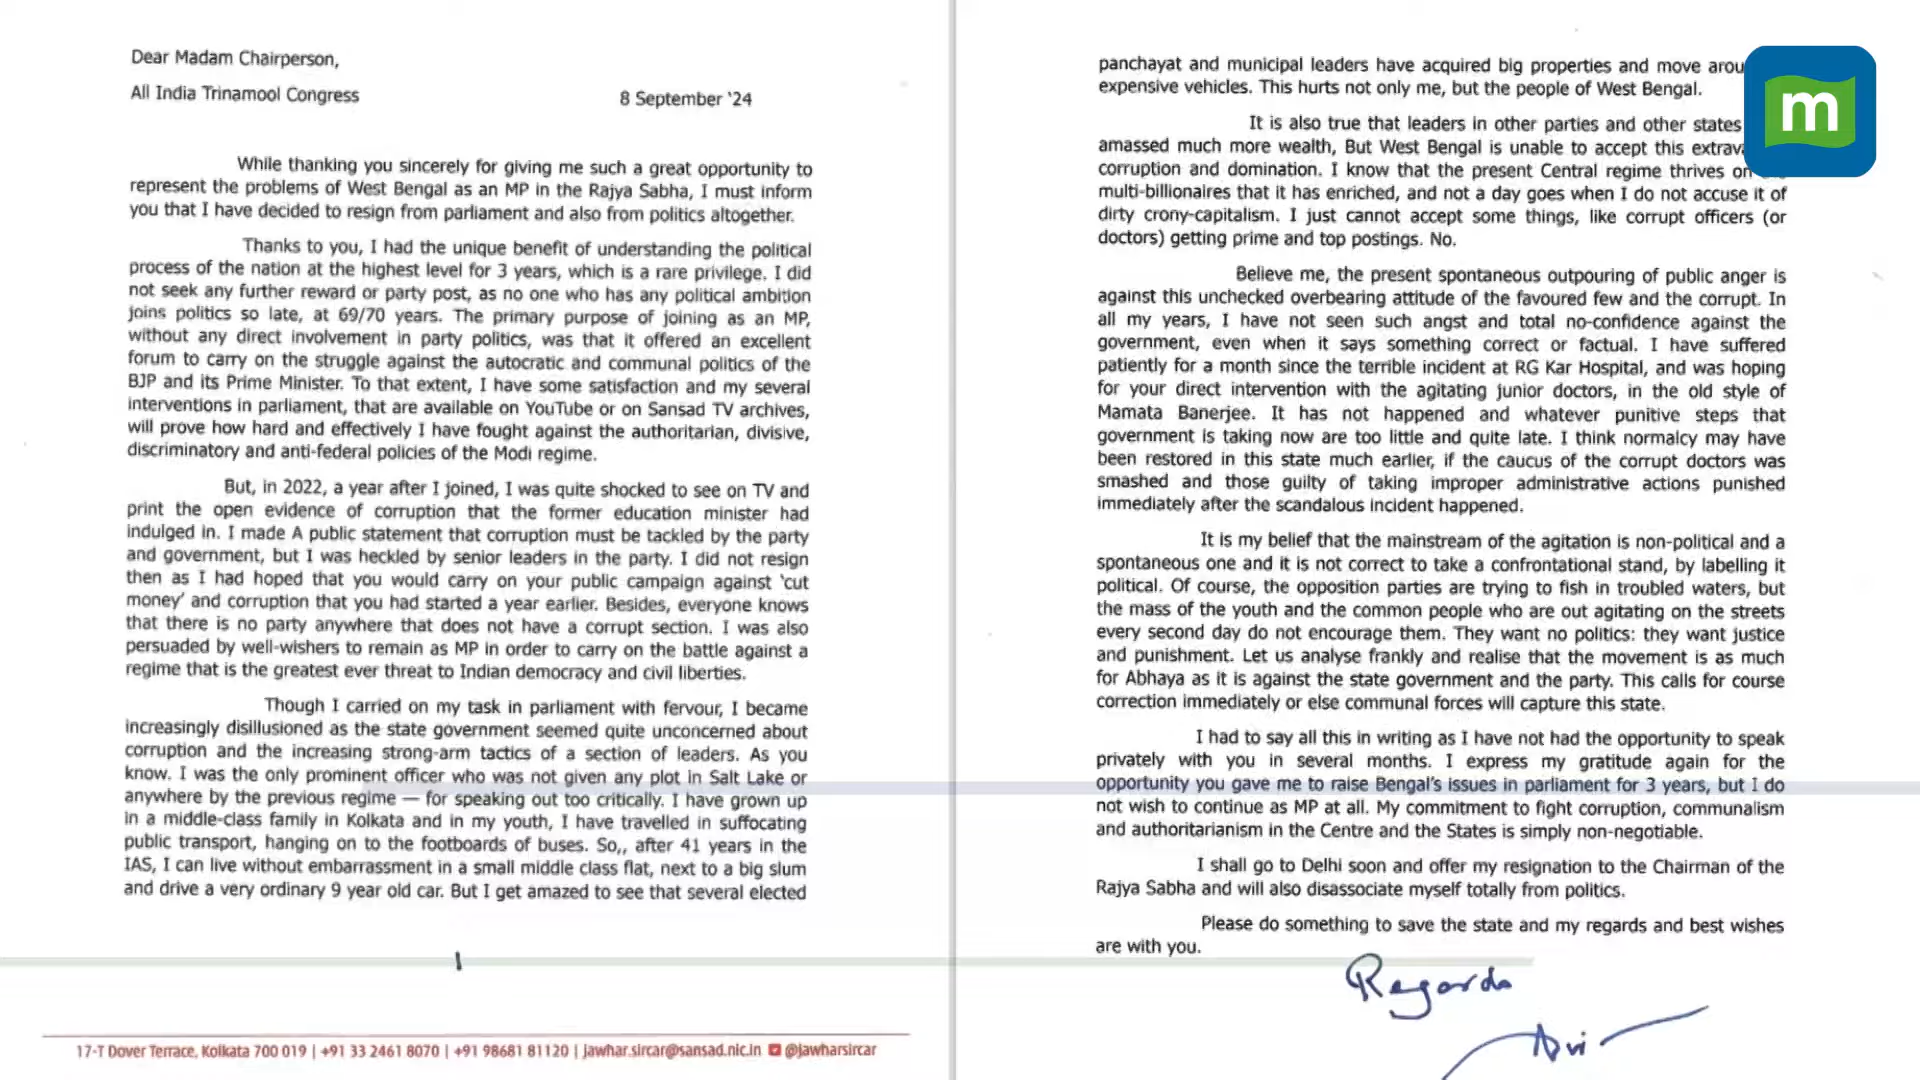 Dear Madam Chairperson,
All India Trinamool Congress
8 September '24
While thanking you sincerely for giving me such a great opportunity to
represent the problems of West Bengal as an MP in the Rajya Sabha, I must inform
you that I have decided to resign from parliament and also from politics altogether.
Thanks to you, I had the unique benefit of understanding the political
process of the nation at the highest level for 3 years, which is a rare privilege. I did
not seek any further reward or party post, as no one who has any political ambition
joins politics so late, at 69/70 years. The primary purpose of joining as an MP,
without any direct involvement in party politics, was that it offered an excellent
forum to carry on the struggle against the autocratic and communal politics of the
BJP and its Prime Minister. To that extent, I have some satisfaction and my several
interventions in parliament, that are available on YouTube or on Sansad TV archives,
will prove how hard and effectively I have fought against the authoritarian, divisive,
discriminatory and anti-federal policies of the Modi regime.
But, in 2022, a year after I joined, I was quite shocked to see on TV and
print the open evidence of corruption that the former education minister had
indulged in. I made A public statement that corruption must be tackled by the party
and government, but I was heckled by senior leaders in the party. I did not resign
then as I had hoped that you would carry on your public campaign against 'cut
money' and corruption that you had started a year earlier. Besides, everyone knows
that there is no party anywhere that does not have a corrupt section. I was also
persuaded by well-wishers to remain as MP in order to carry on the battle against a
regime that is the greatest ever threat to Indian democracy and civil liberties.
Though I carried on my task in parliament with fervour, I became
increasingly disillusioned as the state government seemed quite unconcerned about
corruption and the increasing strong-arm tactics of a section of leaders. As you
know. I was the only prominent officer who was not given any plot in Salt Lake or
anywhere by the previous regime — for speaking out too critically. I have grown up
in a middle-class family in Kolkata and in my youth, I have travelled in suffocating
public transport, hanging on to the footboards of buses. So,, after 41 years in the
IAS, I can live without embarrassment in a small middle class flat, next to a big slum
and drive a very ordinary 9 year old car. But I get amazed to see that several elected
1
17-T Dover Terrace, Kolkata 700 019 | +91 33 2461 8070 | +91 98681 81120 | jawhar.sircar@sansad.nic.in @jawharsircar
panchayat and municipal leaders have acquired big properties and move
expensive vehicles. This hurts not only me, but the people of West Bengal.
It is also true that leaders in other parties and other states
amassed much more wealth, But West Bengal is unable to accept this
corruption and domination. I know that the present Central regime thrives on
multi-billionaires that it has enriched, and not a day goes when I do not accuse it of
dirty crony-capitalism. I just cannot accept some things, like corrupt officers (or
doctors) getting prime and top postings. No.
Believe me, the present spontaneous outpouring of public anger is
against this unchecked overbearing attitude of the favoured few and the corrupt. In
all my years, I have not seen such angst and total no-confidence against the
government, even when it says something correct or factual. I have suffered
patiently for a month since the terrible incident at RG Kar Hospital, and was hoping
for your direct intervention with the agitating junior doctors, in the old style of
Mamata Banerjee. It has not happened and whatever punitive steps that
government is taking now are too little and quite late. I think normalcy may have
been restored in this state much earlier, if the caucus of the corrupt doctors was
smashed and those guilty of taking improper administrative actions punished
immediately after the scandalous incident happened.
It is my belief that the mainstream of the agitation is non-political and a
spontaneous one and it is not correct to take a confrontational stand, by labelling it
political. Of course, the opposition parties are trying to fish in troubled waters, but
the mass of the youth and the common people who are out agitating on the streets
every second day do not encourage them. They want no politics: they want justice
and punishment. Let us analyse frankly and realise that the movement is as much
for Abhaya as it is against the state government and the party. This calls for course
correction immediately or else communal forces will capture this state.
I had to say all this in writing as I have not had the opportunity to speak
privately with you in several months. I express my gratitude again for the
opportunity you gave me to raise Bengal's issues in parliament for 3 years, but I do
not wish to continue as MP at all. My commitment to fight corruption, communalism
and authoritarianism in the Centre and the States is simply non-negotiable.
I shall go to Delhi soon and offer my resignation to the Chairman of the
Rajya Sabha and will also disassociate myself totally from politics.
Please do something to save the state and my regards and best wishes
are with you.
Regards
m